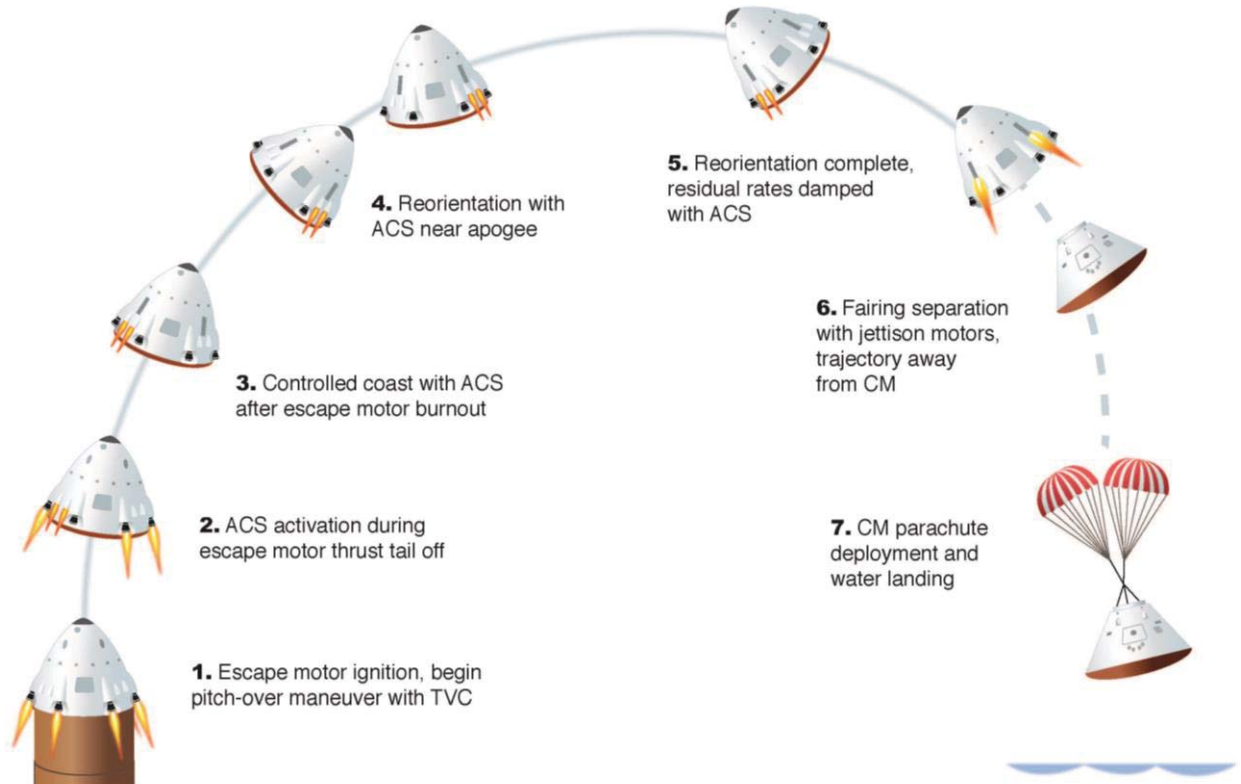 1. Escape motor ignition, begin
pitch-over maneuver with TVC
2. ACS activation during
escape motor thrust tail off
3. Controlled coast with ACS
after escape motor burnout
4. Reorientation with
ACS near apogee
5. Reorientation complete,
residual rates damped
with ACS
6. Fairing separation
with jettison motors,
trajectory away
from CM
7. CM parachute
deployment and
water landing